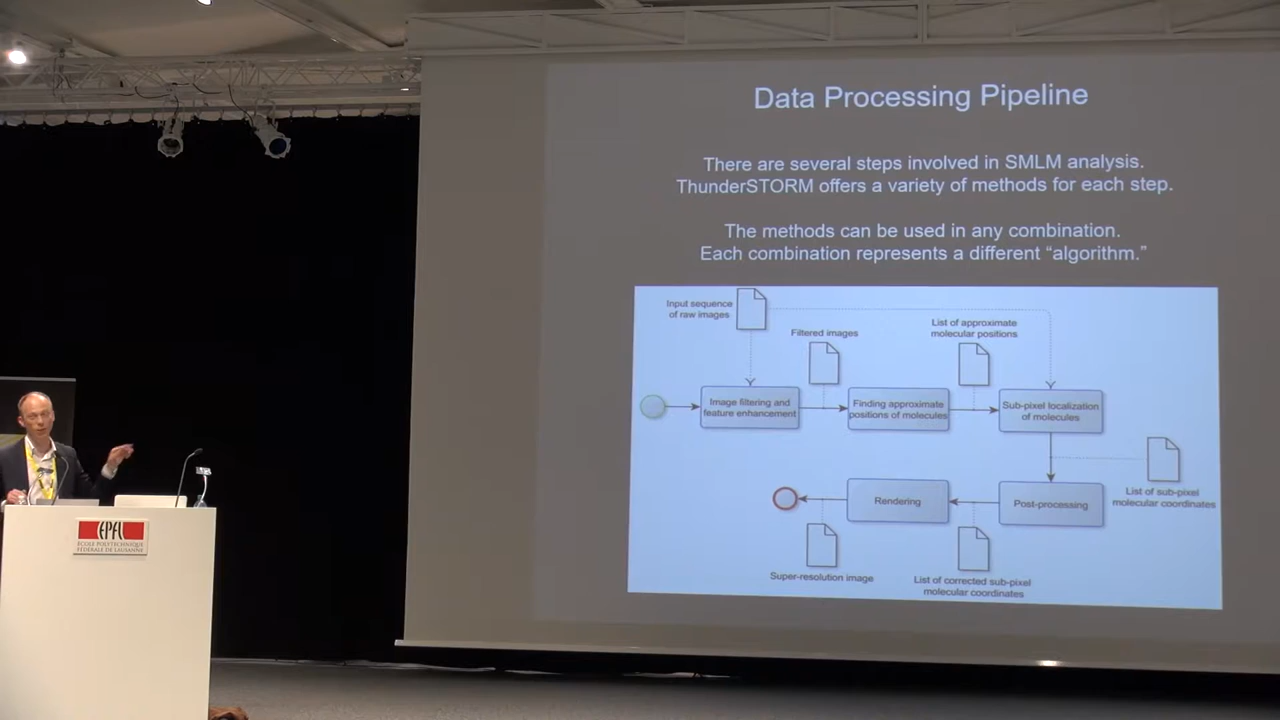 Data Processing Pipeline
There are several steps involved in SMLM analysis.
ThunderSTORM offers a variety of methods for each step.
The methods can be used in any combination.
Each combination represents a different “algorithm.”
Input sequence
of raw images
Filtered images
List of approximate
molecular positions
Image filtering and
feature enhancement
Finding approximate
positions of molecules
Sub-pixel localization
of molecules
List of sub-pixel
molecular coordinates
Post-processing
Rendering
Super-resolution image
List of corrected sub-pixel
molecular coordinates
EPFL
ÉCOLE POLYTECHNIQUE
FÉDÉRALE DE LAUSANNE